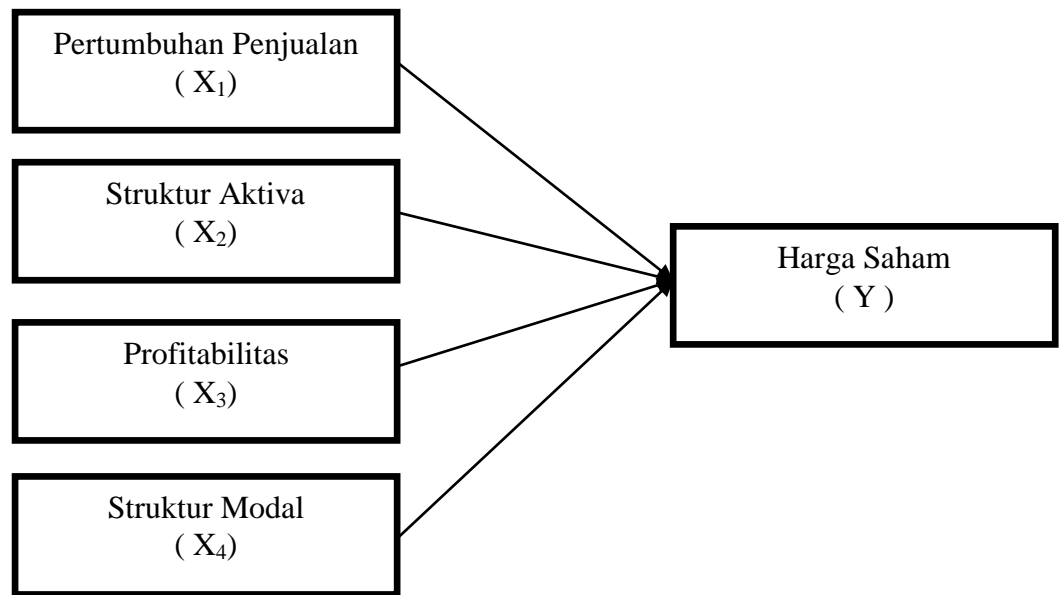 Pertumbuhan Penjualan
( X₁)
Struktur Aktiva
( X₂)
Profitabilitas
( X₃)
Struktur Modal
( X₄)
Harga Saham
( Y )